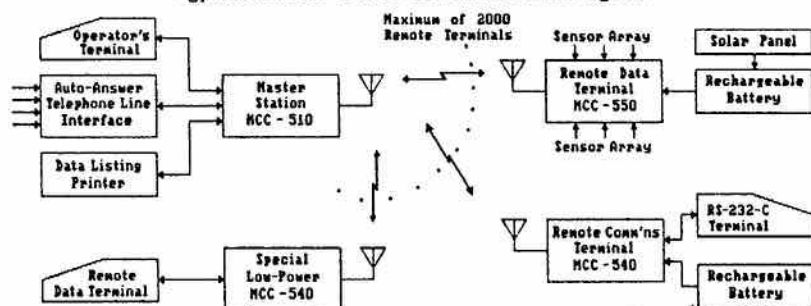 Maximum of 2000
Remote Terminals
Operator's
Terminal
Auto-Answer
Telephone Line
Interface
Data Listing
Printer
Master
Station
MCC - 510
Sensor Array
Remote Data
Terminal
MCC - 550
Sensor Array
Solar Panel
Rechargeable
Battery
Remote
Data Terminal
Special
Low-Power
MCC-540
Remote Comm'ns
Terminal
MCC - 540
RS-232-C
Terminal
Rechargeable
Battery